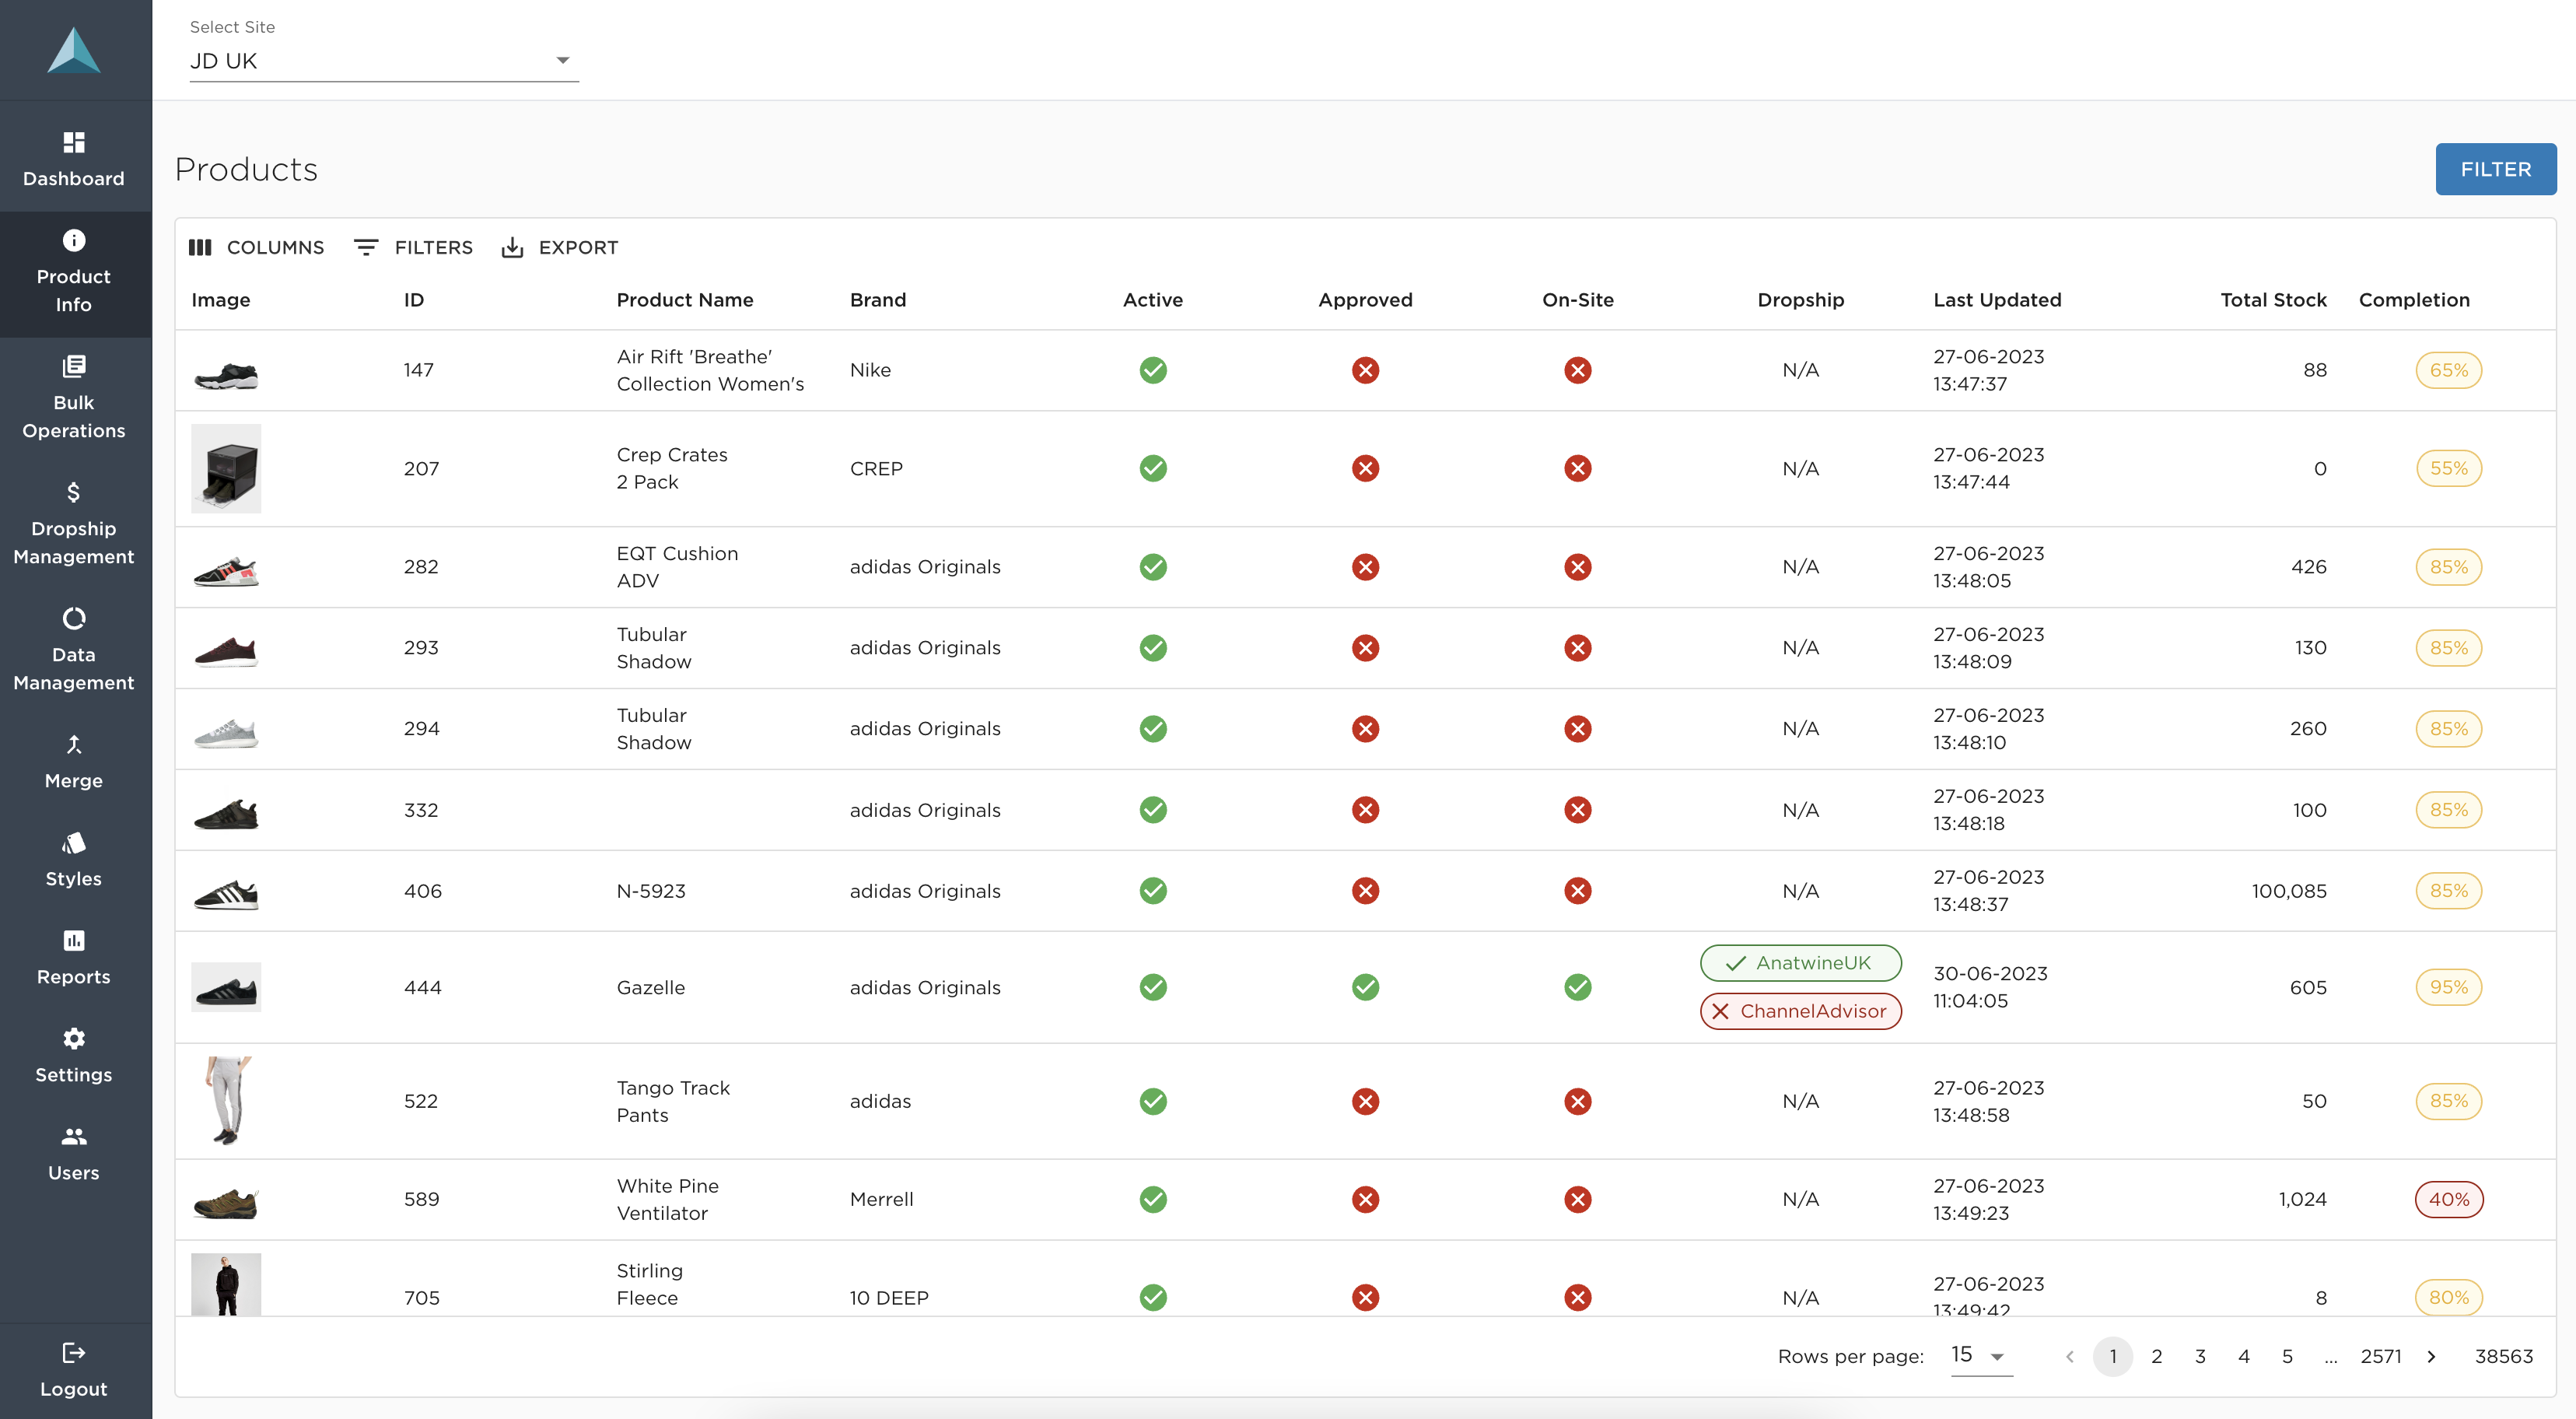 Select Site
JD UK
Dashboard
Product
Info
Bulk
Operations
Dropship
Management
Data
Management
Merge
Styles
Reports
Settings
Users
Logout
Products
FILTER
COLUMNS FILTERS EXPORT
Image ID Product Name Brand Active Approved On-Site Dropship Last Updated Total Stock Completion
147 Air Rift 'Breathe' Nike N/A 27-06-2023 88 65%
Collection Women's 13:47:37
207 Crep Crates CREP N/A 27-06-2023 0 55%
2 Pack 13:47:44
282 EQT Cushion adidas Originals N/A 27-06-2023 426 85%
ADV 13:48:05
293 Tubular adidas Originals N/A 27-06-2023 130 85%
Shadow 13:48:09
294 Tubular adidas Originals N/A 27-06-2023 260 85%
Shadow 13:48:10
332 adidas Originals N/A 27-06-2023 100 85%
13:48:18
406 N-5923 adidas Originals N/A 27-06-2023 100,085 85%
13:48:37
444 Gazelle adidas Originals AnatwineUK 30-06-2023 605 95%
ChannelAdvisor 11:04:05
522 Tango Track adidas N/A 27-06-2023 50 85%
Pants 13:48:58
589 White Pine Merrell N/A 27-06-2023 1,024 40%
Ventilator 13:49:23
705 Stirling 10 DEEP N/A 27-06-2023 8 80%
Fleece 13:49:42
Rows per page: 15 1 2 3 4 5 ... 2571 38563